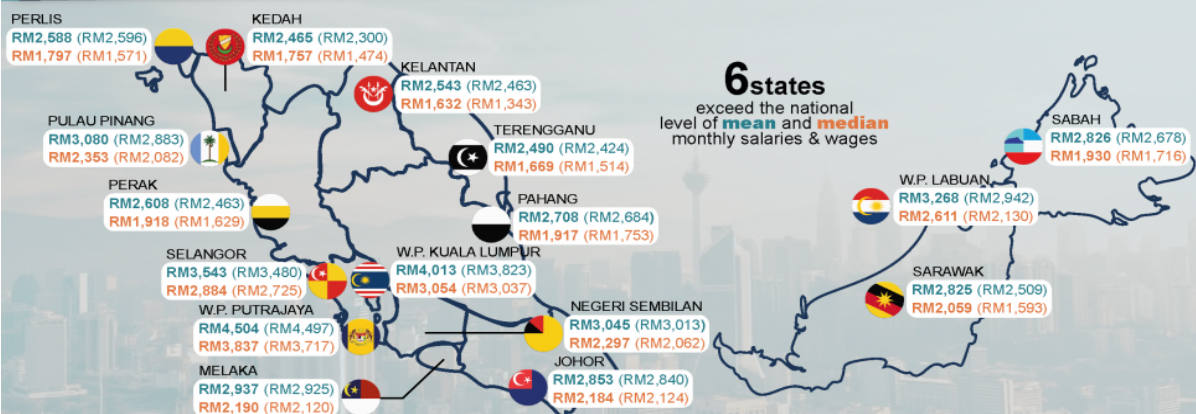 PERLIS
RM2,588 (RM2,596)
RM1,797 (RM1,571)
KEDAH
RM2,465 (RM2,300)
RM1,757 (RM1,474)
KELANTAN
RM2,543 (RM2,463)
RM1,632 (RM1,343)
6states
exceed the national
level of mean and median
monthly salaries & wages
PULAU PINANG
RM3,080 (RM2,883)
RM2,353 (RM2,082)
TERENGGANU
RM2,490 (RM2,424)
RM1,669 (RM1,514)
SABAH
RM2,826 (RM2,678)
RM1,930 (RM1,716)
PERAK
RM2,608 (RM2,463)
RM1,918 (RM1,629)
PAHANG
RM2,708 (RM2,684)
RM1,917 (RM1,753)
W.P. LABUAN
RM3,268 (RM2,942)
RM2,611 (RM2,130)
SELANGOR
RM3,543 (RM3,480)
RM2,884 (RM2,725)
W.P. KUALA LUMPUR
RM4,013 (RM3,823)
RM3,054 (RM3,037)
SARAWAK
RM2,825 (RM2,509)
RM2,059 (RM1,593)
W.P. PUTRAJAYA
RM4,504 (RM4,497)
RM3,837 (RM3,717)
NEGERI SEMBILAN
RM3,045 (RM3,013)
RM2,297 (RM2,062)
MELAKA
RM2,937 (RM2,925)
RM2,190 (RM2,120)
JOHOR
RM2,853 (RM2,840)
RM2,184 (RM2,124)